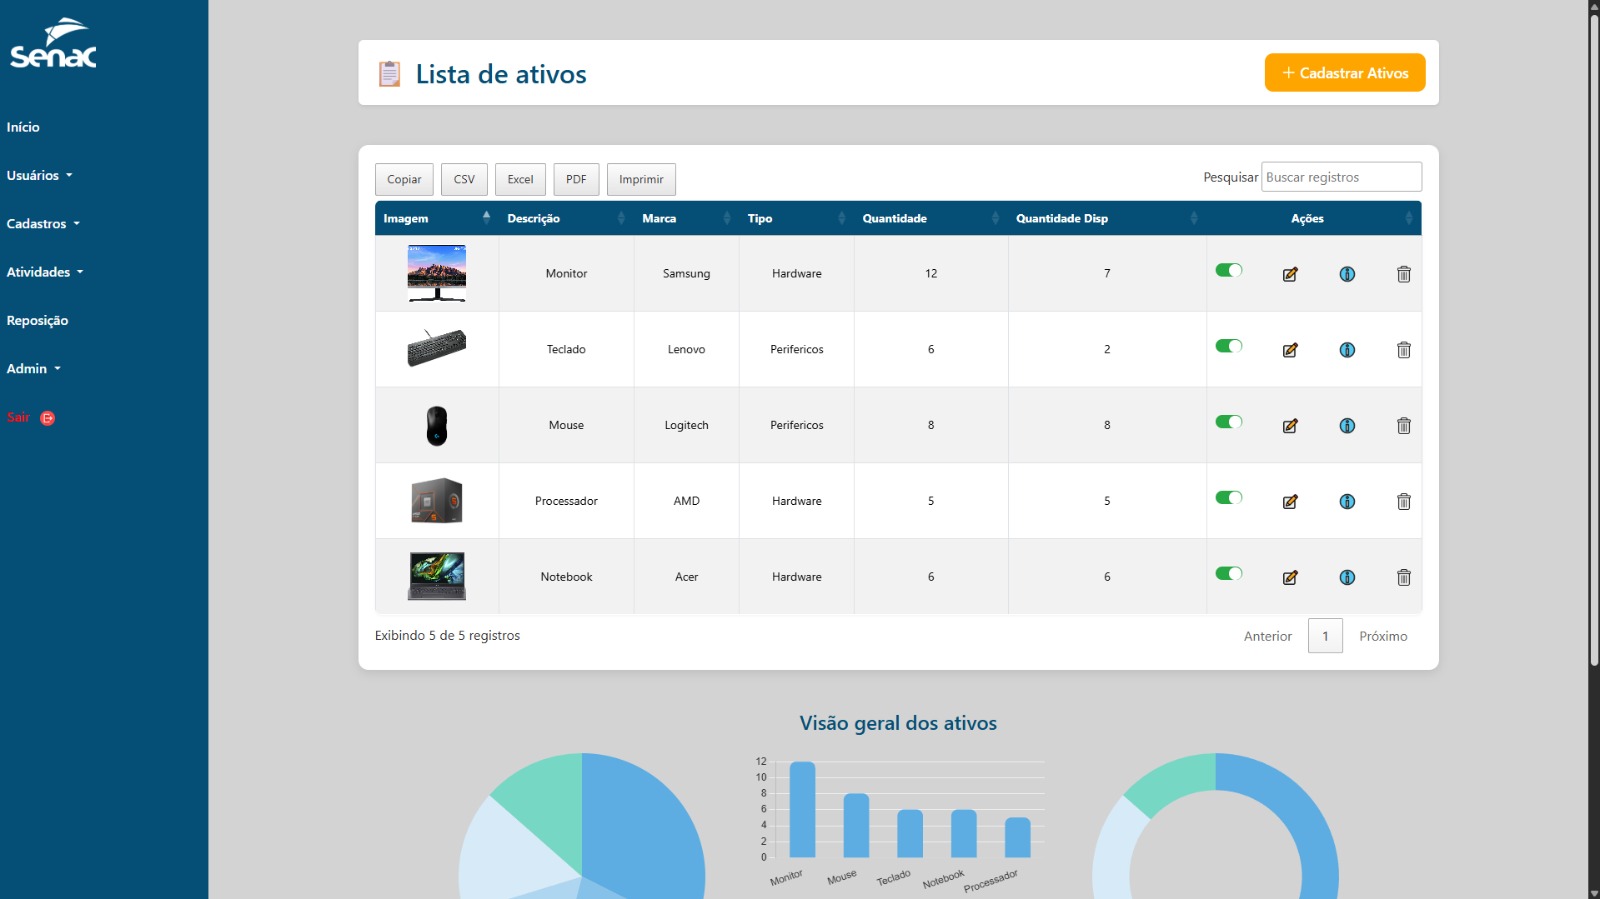 Senac
Início
Usuários
Cadastros
Atividades
Reposição
Admin
Sair
Lista de ativos
+ Cadastrar Ativos
Copiar CSV Excel PDF Imprimir
Pesquisar Buscar registros
Imagem Descrição Marca Tipo Quantidade Quantidade Disp Ações
Monitor Samsung Hardware 12 7
Teclado Lenovo Perifericos 6 2
Mouse Logitech Perifericos 8 8
Processador AMD Hardware 5 5
Notebook Acer Hardware 6 6
Exibindo 5 de 5 registros
Anterior 1 Próximo
Visão geral dos ativos
12
10
8
6
4
2
0
Monitor Mouse Teclado Notebook Processador